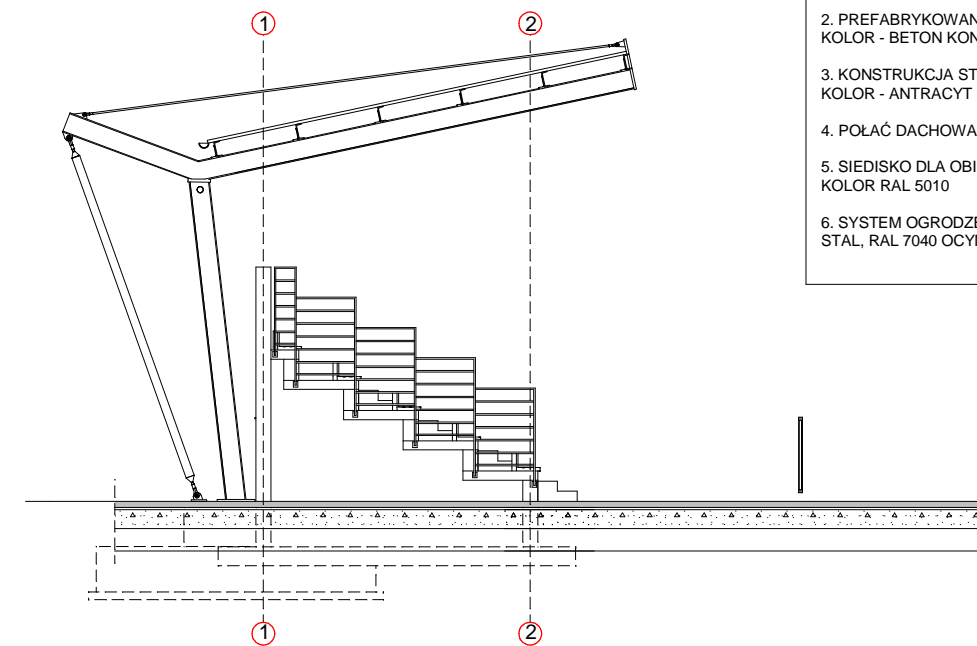 1
2
2. PREFABRYKOWAN
KOLOR - BETON KON
3. KONSTRUKCJA ST
KOLOR - ANTRACYT
4. POŁAĆ DACHOWA
5. SIEDISKO DLA OBI
KOLOR RAL 5010
6. SYSTEM OGRODZE
STAL, RAL 7040 OCY
1
2